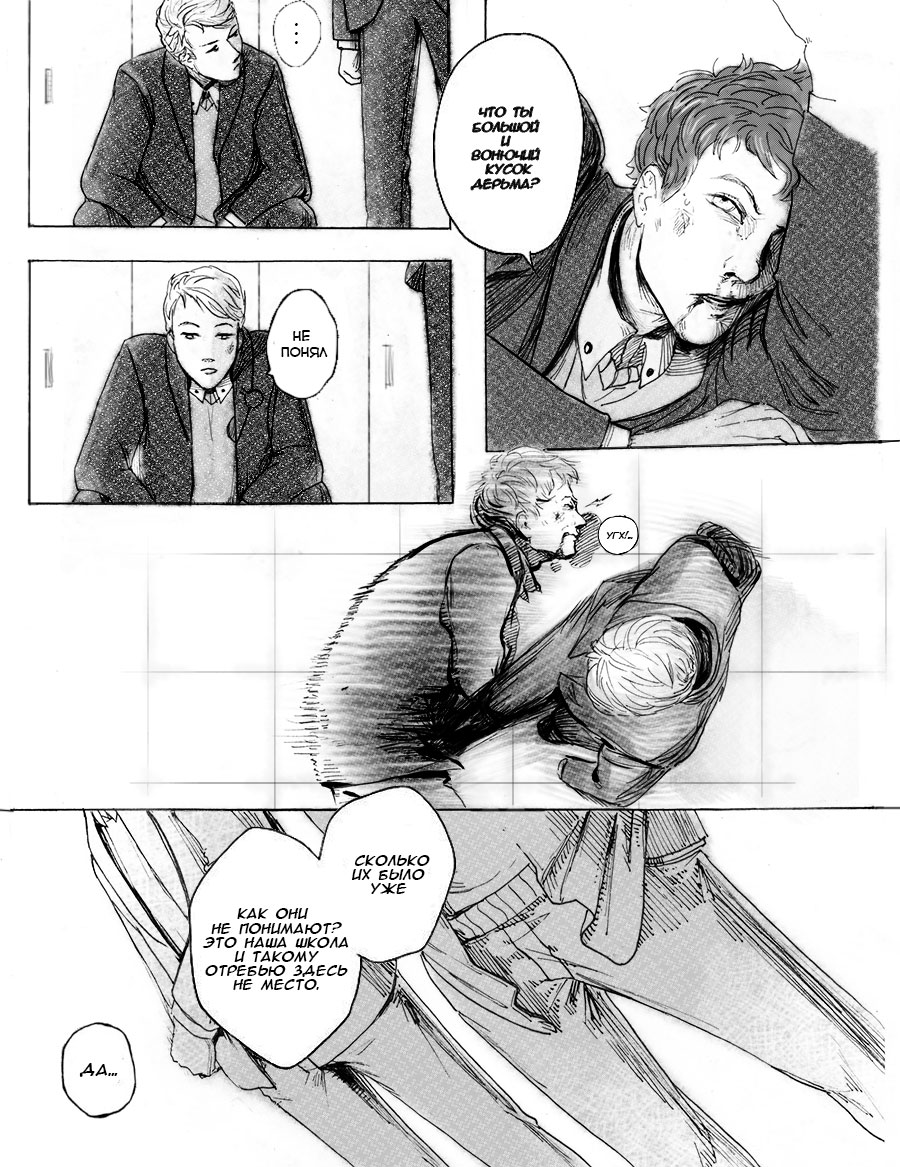 ...
ЧТО ТЫ
БОЛЬШОЙ
И
ВОНЮЧИЙ
КУСОК
ДЕРЬМА?
НЕ
ПОНЯЛ
УГХ!...
СКОЛЬКО
ИХ БЫЛО
УЖЕ
КАК ОНИ
НЕ ПОНИМАЮТ?
ЭТО НАША ШКОЛА
И ТАКОМУ
ОТРЕБЬЮ ЗДЕСЬ
НЕ МЕСТО.
ДА...